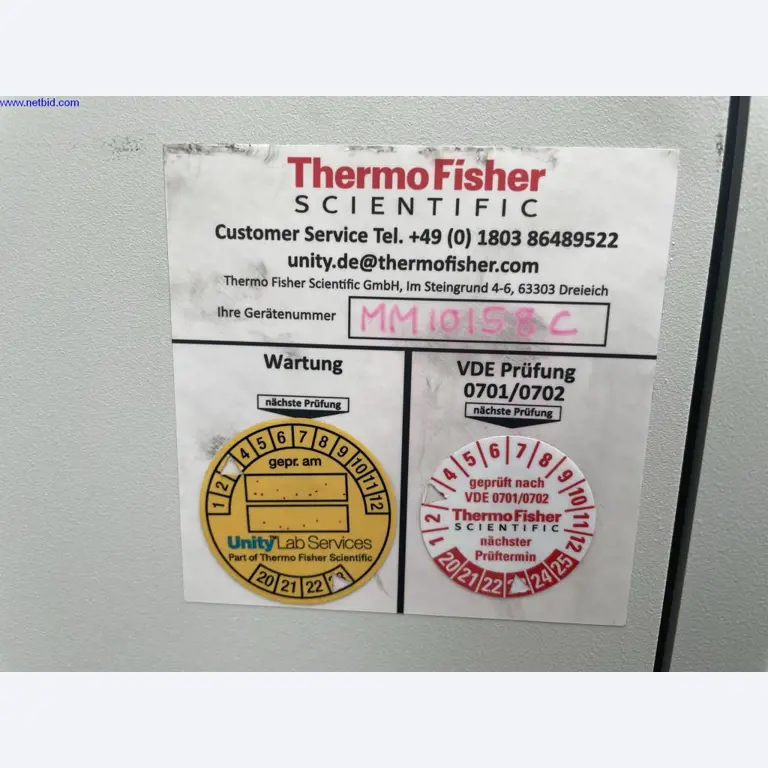 www.netbid.com
ThermoFisher
SCIENTIFIC
Customer Service Tel. +49 (0) 1803 86489522
unity.de@thermofisher.com
Thermo Fisher Scientific GmbH, Im Steingrund 4-6, 63303 Dreieich
Ihre Gerätenummer MM10158C
Wartung
nächste Prüfung
1 2 4 5 6 7 8 9 10 11 12
gepr. am
Unity Lab Services
Part of Thermo Fisher Scientific
20 21 22
VDE Prüfung
0701/0702
nächste Prüfung
1 2 4 5 6 7 8 9 10 11 12
geprüft nach
VDE 0701/0702
ThermoFisher
SCIENTIFIC
nächster
Prüftermin
20 21 22 24 25